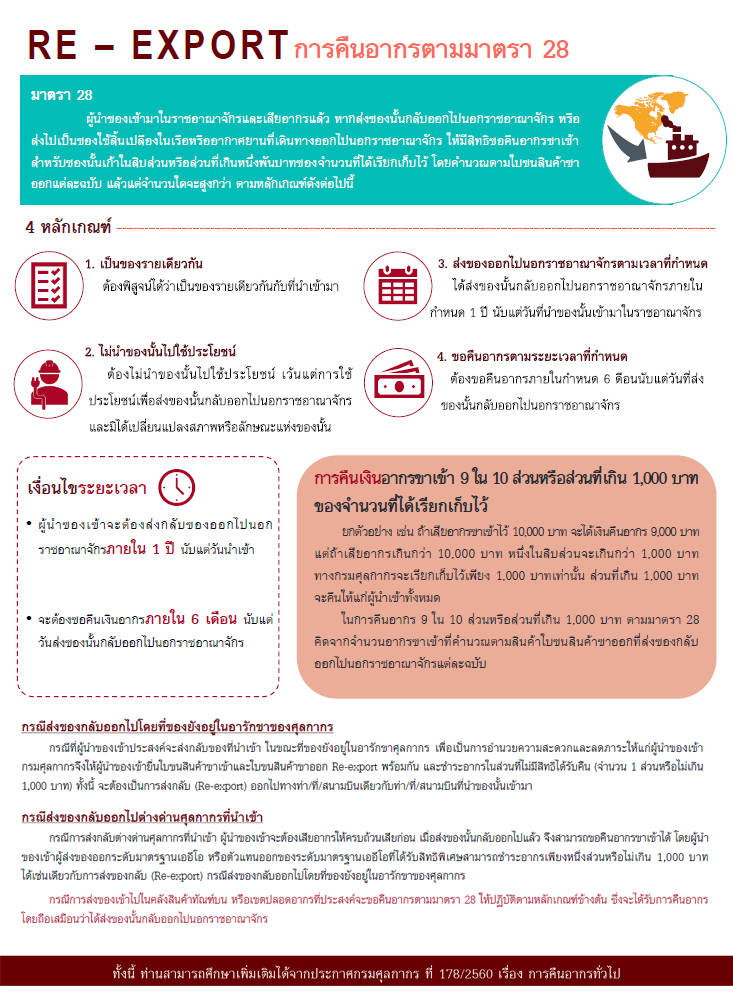 RE – EXPORT การคืนอากรตามมาตรา 28
มาตรา 28
ผู้นำของเข้ามาในราชอาณาจักรและเสียอากรแล้ว หากส่งของนั้นกลับออกไปนอกราชอาณาจักร หรือ
ส่งไปเป็นของใช้สิ้นเปลืองในเรือหรืออากาศยานที่เดินทางออกไปนอกราชอาณาจักร ให้มีสิทธิขอคืนอากรขาเข้า
สำหรับของนั้นเก้าในสิบส่วนหรือส่วนที่เกินหนึ่งพันบาทของจำนวนที่ได้เรียกเก็บไว้ โดยคำนวณตามใบขนสินค้าขา
ออกแต่ละฉบับ แล้วแต่จำนวนใดจะสูงกว่า ตามหลักเกณฑ์ดังต่อไปนี้
4 หลักเกณฑ์
1. เป็นของรายเดียวกัน
ต้องพิสูจน์ได้ว่าเป็นของรายเดียวกันกับที่นำเข้ามา
2. ไม่นำของนั้นไปใช้ประโยชน์
ต้องไม่นำของนั้นไปใช้ประโยชน์ เว้นแต่การใช้
ประโยชน์เพื่อส่งของนั้นกลับออกไปนอกราชอาณาจักร
และมิได้เปลี่ยนแปลงสภาพหรือลักษณะแห่งของนั้น
3. ส่งของออกไปนอกราชอาณาจักรตามเวลาที่กำหนด
ได้ส่งของนั้นกลับออกไปนอกราชอาณาจักรภายใน
กำหนด 1 ปี นับแต่วันที่นำของนั้นเข้ามาในราชอาณาจักร
4. ขอคืนอากรตามระยะเวลาที่กำหนด
ต้องขอคืนอากรภายในกำหนด 6 เดือนนับแต่วันที่ส่ง
ของนั้นกลับออกไปนอกราชอาณาจักร
เงื่อนไขระยะเวลา
• ผู้นำของเข้าจะต้องส่งกลับของออกไปนอก
ราชอาณาจักรภายใน 1 ปี นับแต่วันนำเข้า
• จะต้องขอคืนเงินอากรภายใน 6 เดือน นับแต่
วันส่งของนั้นกลับออกไปนอกราชอาณาจักร
การคืนเงินอากรขาเข้า 9 ใน 10 ส่วนหรือส่วนที่เกิน 1,000 บาท
ของจำนวนที่ได้เรียกเก็บไว้
ยกตัวอย่าง เช่น ถ้าเสียอากรขาเข้าไว้ 10,000 บาท จะได้เงินคืนอากร 9,000 บาท
แต่ถ้าเสียอากรเกินกว่า 10,000 บาท หนึ่งในสิบส่วนจะเกินกว่า 1,000 บาท
ทางกรมศุลกากรจะเรียกเก็บไว้เพียง 1,000 บาทเท่านั้น ส่วนที่เกิน 1,000 บาท
จะคืนให้แก่ผู้นำเข้าทั้งหมด
ในการคืนอากร 9 ใน 10 ส่วนหรือส่วนที่เกิน 1,000 บาท ตามมาตรา 28
คิดจากจำนวนอากรขาเข้าที่คำนวณตามสินค้าใบขนสินค้าขาออกที่ส่งของกลับ
ออกไปนอกราชอาณาจักรแต่ละฉบับ
กรณีส่งของกลับออกไปโดยที่ของยังอยู่ในอารักขาของศุลกากร
กรณีที่ผู้นำของเข้าประสงค์จะส่งกลับของที่นำเข้า ในขณะที่ของยังอยู่ในอารักขาศุลกากร เพื่อเป็นการอำนวยความสะดวกและลดภาระให้แก่ผู้นำของเข้า
กรมศุลกากรจึงให้ผู้นำของเข้ายื่นใบขนสินค้าขาเข้าและใบขนสินค้าขาออก Re-export พร้อมกัน และชำระอากรในส่วนที่ไม่มีสิทธิได้รับคืน (จำนวน 1 ส่วนหรือไม่เกิน
1,000 บาท) ทั้งนี้ จะต้องเป็นการส่งกลับ (Re-export) ออกไปทางท่า/ที่/สนามบินเดียวกับท่า/ที่/สนามบินที่นำของนั้นเข้ามา
กรณีส่งของกลับออกไปต่างด่านศุลกากรที่นำเข้า
กรณีการส่งกลับต่างด่านศุลกากรที่นำเข้า ผู้นำของเข้าจะต้องเสียอากรให้ครบถ้วนเสียก่อน เมื่อส่งของนั้นกลับออกไปแล้ว จึงสามารถขอคืนอากรขาเข้าได้ โดยผู้นำ
ของเข้าผู้ส่งของออกระดับมาตรฐานเออีโอ หรือตัวแทนออกของระดับมาตรฐานเออีโอที่ได้รับสิทธิพิเศษสามารถชำระอากรเพียงหนึ่งส่วนหรือไม่เกิน 1,000 บาท
ได้เช่นเดียวกับการส่งของกลับ (Re-export) กรณีส่งของกลับออกไปโดยที่ของยังอยู่ในอารักขาของศุลกากร
กรณีการส่งของเข้าไปในคลังสินค้าทัณฑ์บน หรือเขตปลอดอากรที่ประสงค์จะขอคืนอากรตามมาตรา 28 ให้ปฏิบัติตามหลักเกณฑ์ข้างต้น ซึ่งจะได้รับการคืนอากร
โดยถือเสมือนว่าได้ส่งของนั้นกลับออกไปนอกราชอาณาจักร
ทั้งนี้ ท่านสามารถศึกษาเพิ่มเติมได้จากประกาศกรมศุลกากร ที่ 178/2560 เรื่อง การคืนอากรทั่วไป